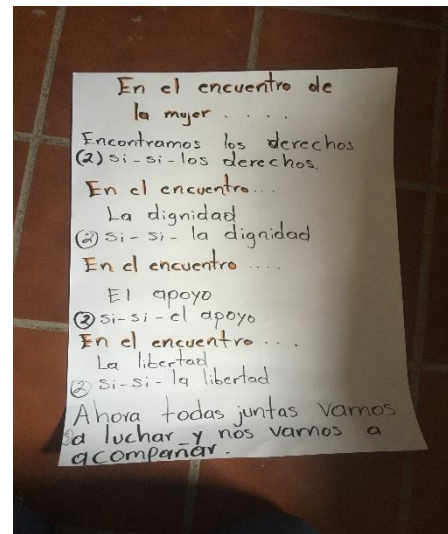 En el encuentro de
la mujer . . . .
Encontramos los derechos
(2) si - si - los derechos.
En el encuentro...
La dignidad
(2) si - si - la dignidad
En el encuentro ....
El apoyo
(2) si - si - el apoyo
En el encuentro ...
La libertad
(2) si - si - la libertad
Ahora todas juntas vamos
a luchar y nos vamos a
acompañar.